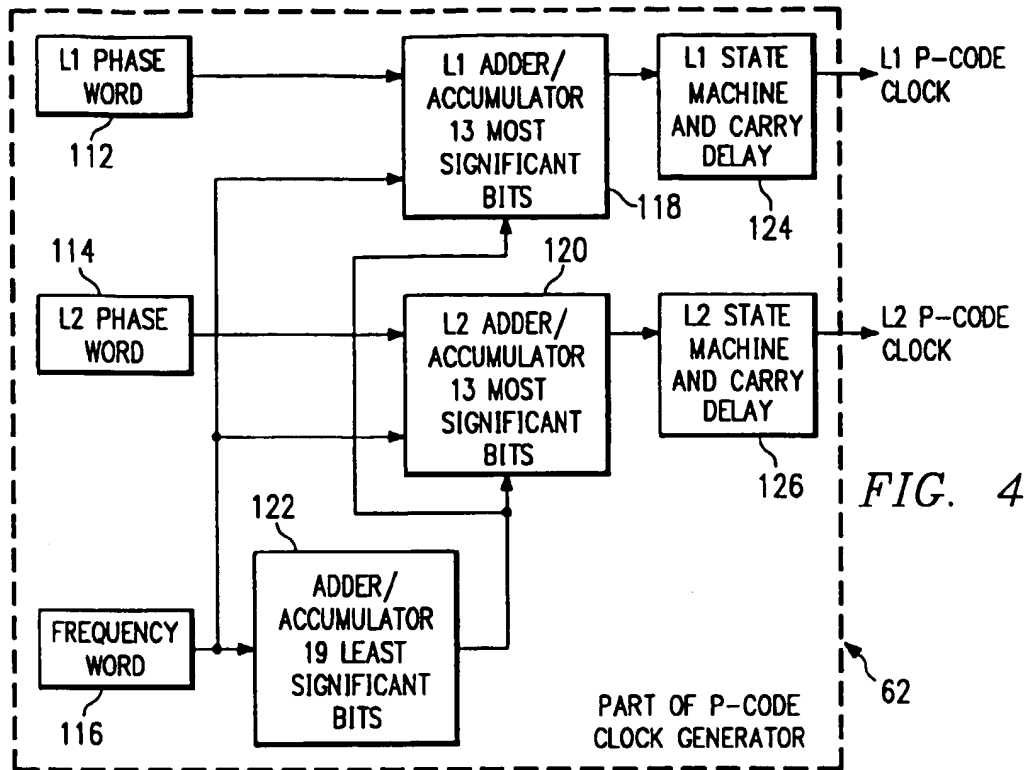 L1 PHASE
WORD
112
L1 ADDER/
ACCUMULATOR
13 MOST
SIGNIFICANT
BITS
118
L1 STATE
MACHINE
AND CARRY
DELAY
124
L1 P-CODE
CLOCK
114
L2 PHASE
WORD
120
L2 ADDER/
ACCUMULATOR
13 MOST
SIGNIFICANT
BITS
L2 STATE
MACHINE
AND CARRY
DELAY
126
L2 P-CODE
CLOCK
FIG. 4
122
ADDER/
ACCUMULATOR
19 LEAST
SIGNIFICANT
BITS
FREQUENCY
WORD
116
PART OF P-CODE
CLOCK GENERATOR
62